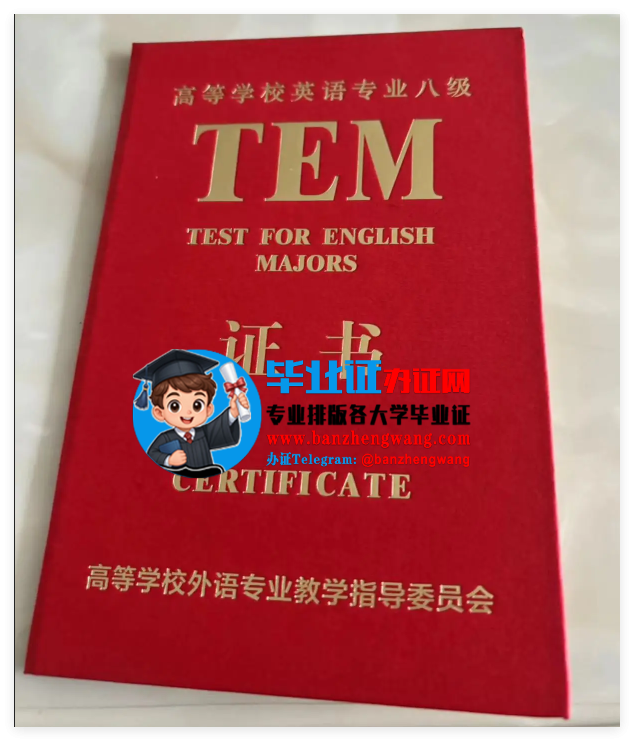 高等学校英语专业八级
TEM
TEST FOR ENGLISH
MAJORS
证书
毕业证办证网
专业排版各大学毕业证
www.banzhengwang.com
办证Telegram: @banzhengwang
CERTIFICATE
高等学校外语专业教学指导委员会